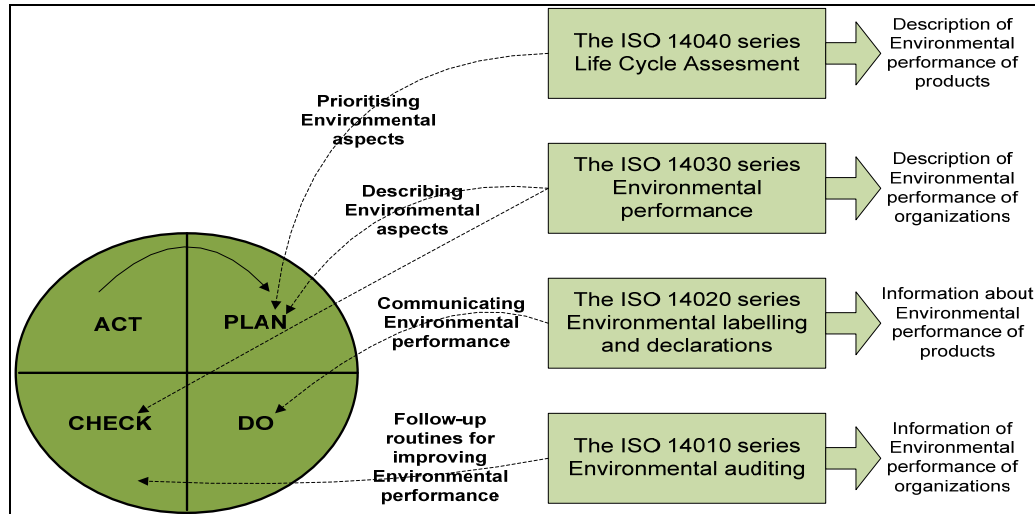 The ISO 14040 series
Life Cycle Assesment
Description of
Environmental
performance of
products
Prioritising
Environmental
aspects
The ISO 14030 series
Environmental
performance
Description of
Environmental
performance of
organizations
Describing
Environmental
aspects
ACT
PLAN
CHECK
DO
Communicating
Environmental
performance
The ISO 14020 series
Environmental labelling
and declarations
Information about
Environmental
performance of
products
Follow-up
routines for
improving
Environmental
performance
The ISO 14010 series
Environmental auditing
Information of
Environmental
performance of
organizations